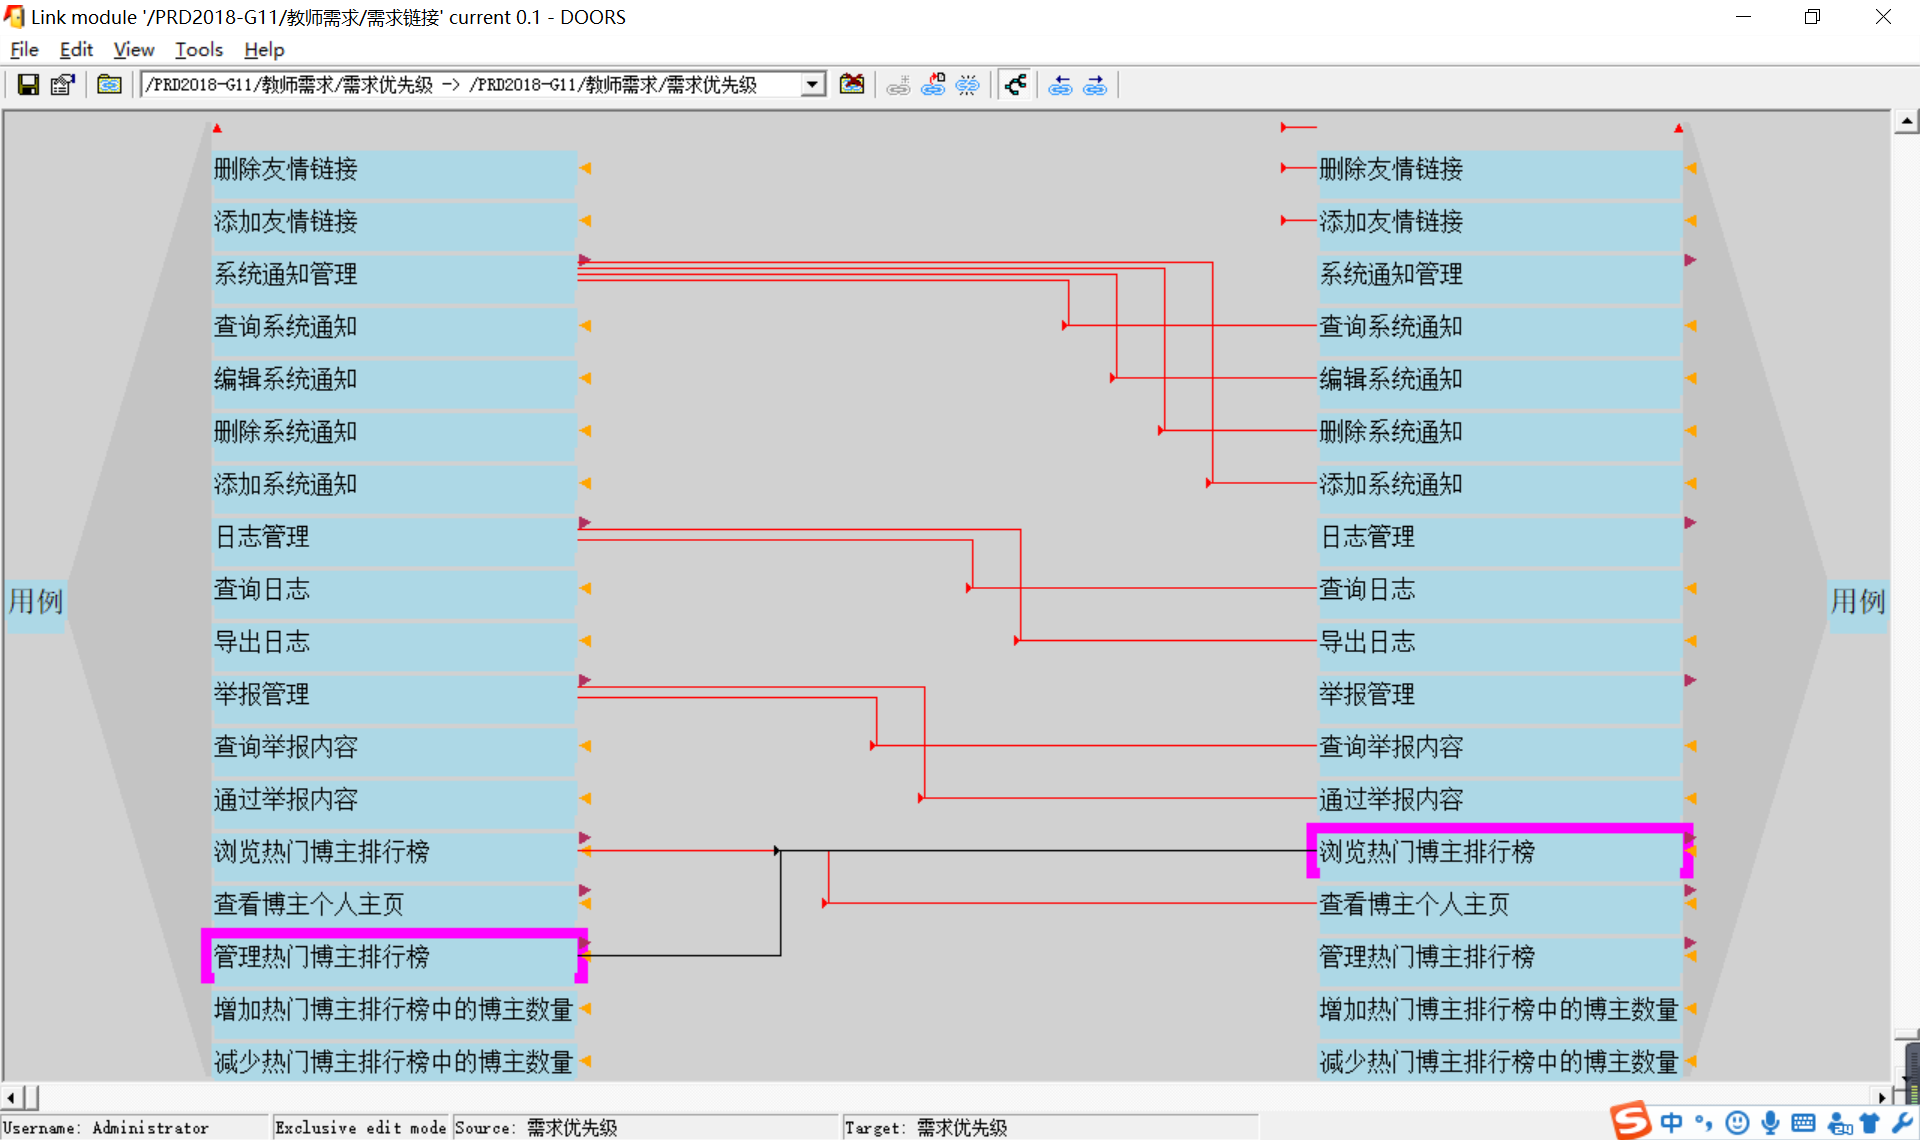 Link module '/PRD2018-G11/教师需求/需求链接' current 0.1 - DOORS
File Edit View Tools Help
/PRD2018-G11/教师需求/需求优先级 -> /PRD2018-G11/教师需求/需求优先级
删除友情链接 删除友情链接
添加友情链接 添加友情链接
系统通知管理 系统通知管理
查询系统通知 查询系统通知
编辑系统通知 编辑系统通知
删除系统通知 删除系统通知
添加系统通知 添加系统通知
日志管理 日志管理
查询日志 查询日志
用例 用例
导出日志 导出日志
举报管理 举报管理
查询举报内容 查询举报内容
通过举报内容 通过举报内容
浏览热门博主排行榜 浏览热门博主排行榜
查看博主个人主页 查看博主个人主页
管理热门博主排行榜 管理热门博主排行榜
增加热门博主排行榜中的博主数量 增加热门博主排行榜中的博主数量
减少热门博主排行榜中的博主数量 减少热门博主排行榜中的博主数量
Username: Administrator Exclusive edit mode Source: 需求优先级 Target: 需求优先级
S 中